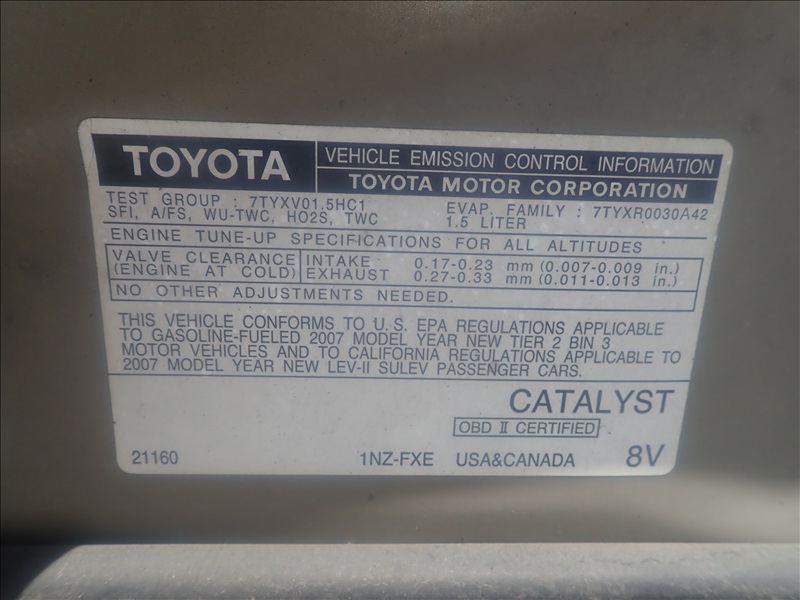 TOYOTA
VEHICLE EMISSION CONTROL INFORMATION
TOYOTA MOTOR CORPORATION
TEST GROUP : 7TYXV01.5HC1 EVAP. FAMILY : 7TYXR0030A42
SFI, A/FS, WU-TWC, HO2S, TWC 1.5 LITER
ENGINE TUNE-UP SPECIFICATIONS FOR ALL ALTITUDES
VALVE CLEARANCE INTAKE 0.17-0.23 mm (0.007-0.009 in.)
(ENGINE AT COLD) EXHAUST 0.27-0.33 mm (0.011-0.013 in.)
NO OTHER ADJUSTMENTS NEEDED.
THIS VEHICLE CONFORMS TO U.S. EPA REGULATIONS APPLICABLE
TO GASOLINE-FUELED 2007 MODEL YEAR NEW TIER 2 BIN 3
MOTOR VEHICLES AND TO CALIFORNIA REGULATIONS APPLICABLE TO
2007 MODEL YEAR NEW LEV-II SULEV PASSENGER CARS.
CATALYST
OBD II CERTIFIED
21160 1NZ-FXE USA&CANADA 8V